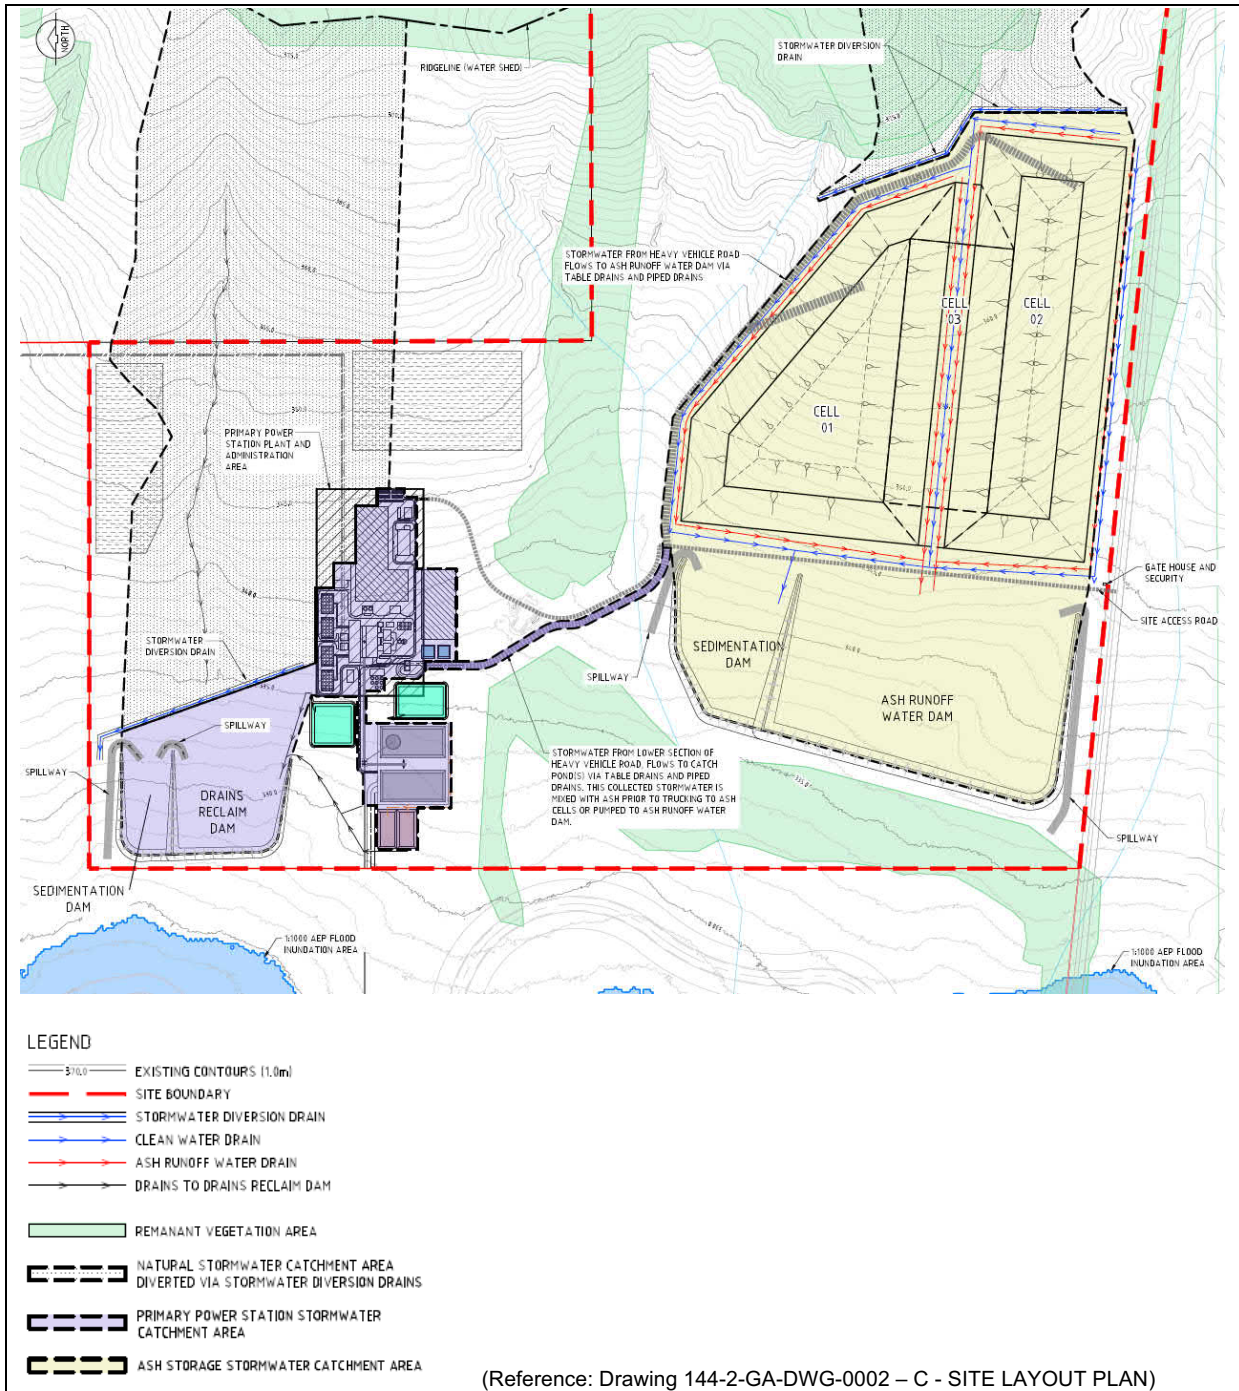 NORTH
RIDGELINE (WATER SHED)
STORMWATER DIVERSION
DRAIN
STORMWATER FROM HEAVY VEHICLE ROAD
FLOWS TO ASH RUNOFF WATER DAM VIA
TABLE DRAINS AND PIPED DRAINS
CELL
03
CELL
02
CELL
01
PRIMARY POWER
STATION PLANT AND
ADMINISTRATION
AREA
GATE HOUSE AND
SECURITY
SITE ACCESS ROAD
STORMWATER
DIVERSION DRAIN
SEDIMENTATION
DAM
SPILLWAY
ASH RUNOFF
WATER DAM
SPILLWAY
SPILLWAY
DRAINS
RECLAIM
DAM
STORMWATER FROM LOWER SECTION OF
HEAVY VEHICLE ROAD, FLOWS TO CATCH
POND(S) VIA TABLE DRAINS AND PIPED
DRAINS. THIS COLLECTED STORMWATER IS
MIXED WITH ASH PRIOR TO TRUCKING TO ASH
CELLS OR PUMPED TO ASH RUNOFF WATER
DAM.
SPILLWAY
SEDIMENTATION
DAM
1:1000 AEP FLOOD
INUNDATION AREA
1:1000 AEP FLOOD
INUNDATION AREA
LEGEND
370.0 EXISTING CONTOURS (1.0m)
SITE BOUNDARY
STORMWATER DIVERSION DRAIN
CLEAN WATER DRAIN
ASH RUNOFF WATER DRAIN
DRAINS TO DRAINS RECLAIM DAM
REMANANT VEGETATION AREA
NATURAL STORMWATER CATCHMENT AREA
DIVERTED VIA STORMWATER DIVERSION DRAINS
PRIMARY POWER STATION STORMWATER
CATCHMENT AREA
ASH STORAGE STORMWATER CATCHMENT AREA
(Reference: Drawing 144-2-GA-DWG-0002 – C - SITE LAYOUT PLAN)